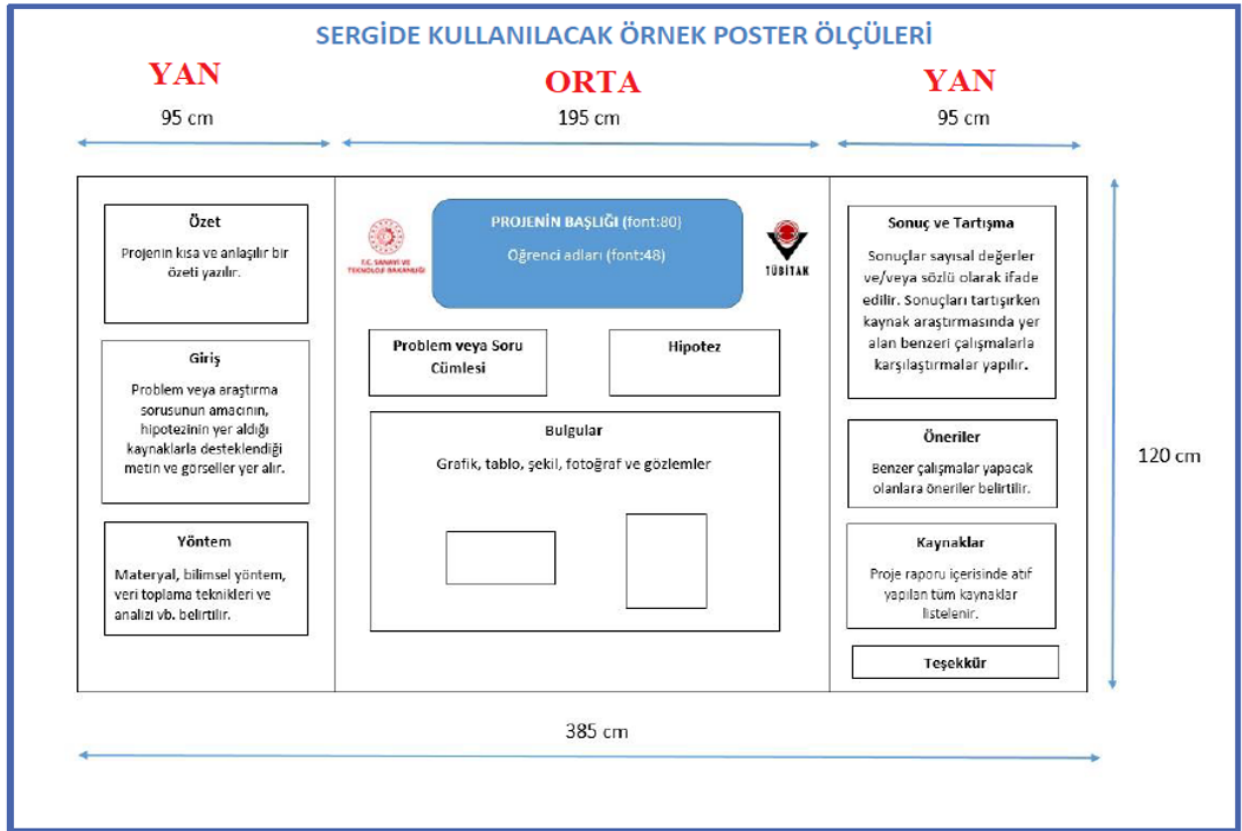 SERGİDE KULLANILACAK ÖRNEK POSTER ÖLÇÜLERİ
YAN
ORTA
YAN
95 cm
195 cm
95 cm
Özet
Projenin kısa ve anlaşılır bir
özeti yazılır.
Giriş
Problem veya araştırma
sorusunun amacının,
hipotezinin yer aldığı
kaynaklarla desteklendiği
metin ve görseller yer alır.
Yöntem
Materyal, bilimsel yöntem,
veri toplama teknikleri ve
analizi vb. belirtilir.
T.C. SANAYİ VE
TEKNOLOJİ BAKANLIĞI
PROJENİN BAŞLIĞI (font:80)
Öğrenci adları (font:48)
TÜBİTAK
Problem veya Soru
Cümlesi
Hipotez
Bulgular
Grafik, tablo, şekil, fotoğraf ve gözlemler
Sonuç ve Tartışma
Sonuçlar sayısal değerler
ve/veya sözlü olarak ifade
edilir. Sonuçları tartışırken
kaynak araştırmasında yer
alan benzeri çalışmalarla
karşılaştırmalar yapılır.
Öneriler
Benzer çalışmalar yapacak
olanlara öneriler belirtilir.
Kaynaklar
Proje raporu içerisinde atıf
yapılan tüm kaynaklar
listelenir.
Teşekkür
120 cm
385 cm